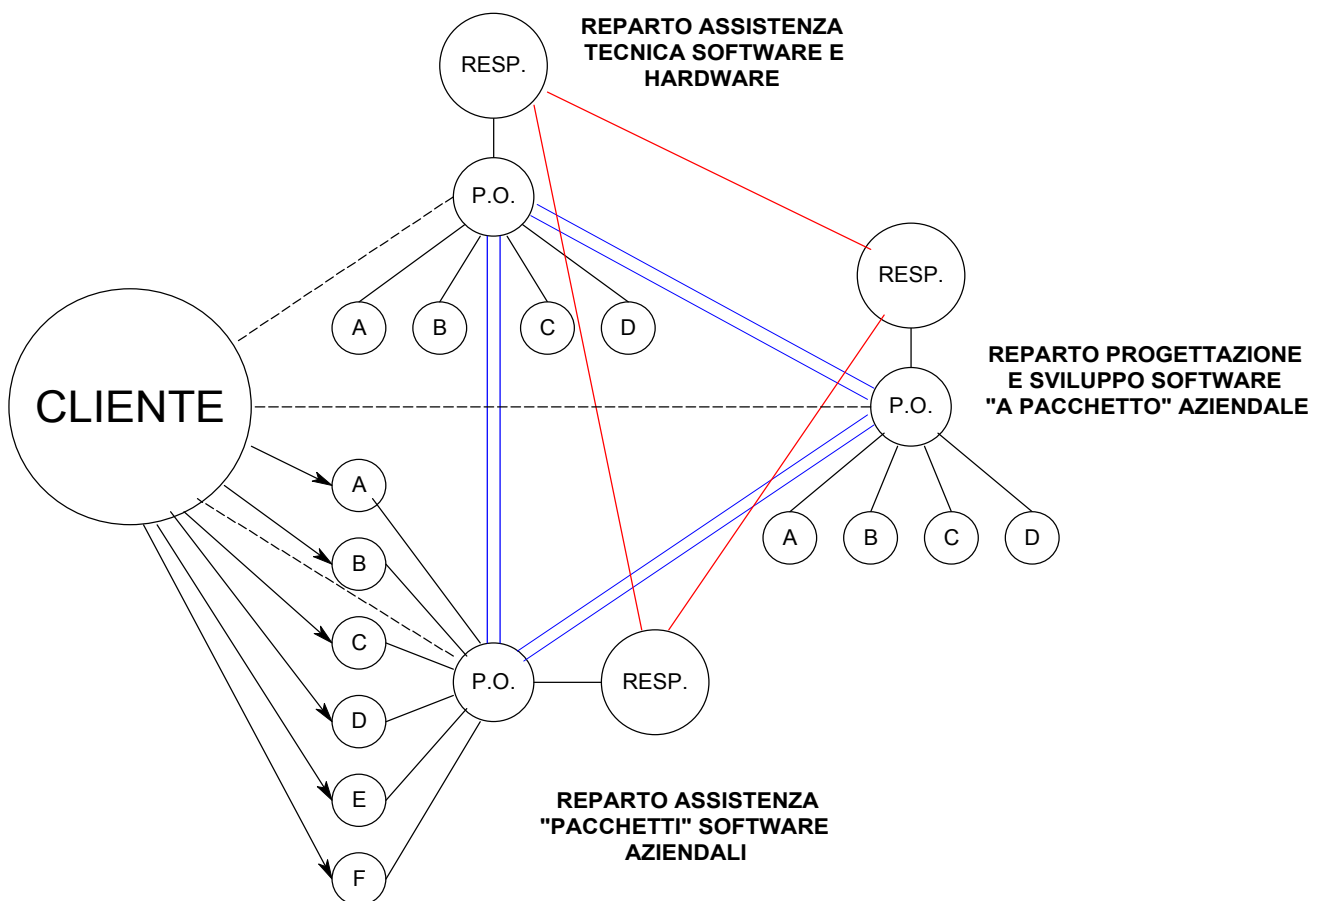 REPARTO ASSISTENZA
TECNICA SOFTWARE E
HARDWARE
RESP.
P.O.
A
B
C
D
RESP.
REPARTO PROGETTAZIONE
E SVILUPPO SOFTWARE
"A PACCHETTO" AZIENDALE
P.O.
A
B
C
D
CLIENTE
A
B
C
D
E
F
P.O.
RESP.
REPARTO ASSISTENZA
"PACCHETTI" SOFTWARE
AZIENDALI